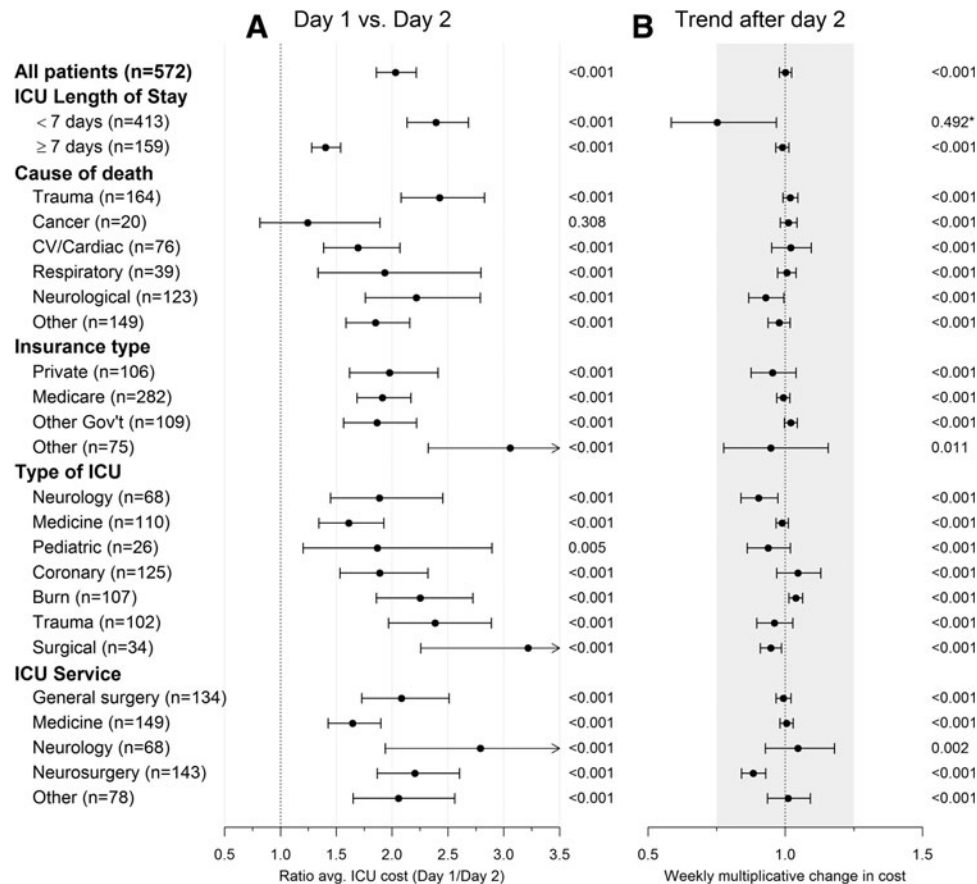 A Day 1 vs. Day 2 B Trend after day 2
All patients (n=572) <0.001 <0.001
ICU Length of Stay
< 7 days (n=413) <0.001 0.492*
≥ 7 days (n=159) <0.001 <0.001
Cause of death
Trauma (n=164) <0.001 <0.001
Cancer (n=20) 0.308 <0.001
CV/Cardiac (n=76) <0.001 <0.001
Respiratory (n=39) <0.001 <0.001
Neurological (n=123) <0.001 <0.001
Other (n=149) <0.001 <0.001
Insurance type
Private (n=106) <0.001 <0.001
Medicare (n=282) <0.001 <0.001
Other Gov't (n=109) <0.001 <0.001
Other (n=75) <0.001 0.011
Type of ICU
Neurology (n=68) <0.001 <0.001
Medicine (n=110) <0.001 <0.001
Pediatric (n=26) 0.005 <0.001
Coronary (n=125) <0.001 <0.001
Burn (n=107) <0.001 <0.001
Trauma (n=102) <0.001 <0.001
Surgical (n=34) <0.001 <0.001
ICU Service
General surgery (n=134) <0.001 <0.001
Medicine (n=149) <0.001 <0.001
Neurology (n=68) <0.001 0.002
Neurosurgery (n=143) <0.001 <0.001
Other (n=78) <0.001 <0.001
0.5 1.0 1.5 2.0 2.5 3.0 3.5 0.5 1.0 1.5
Ratio avg. ICU cost (Day 1/Day 2) Weekly multiplicative change in cost